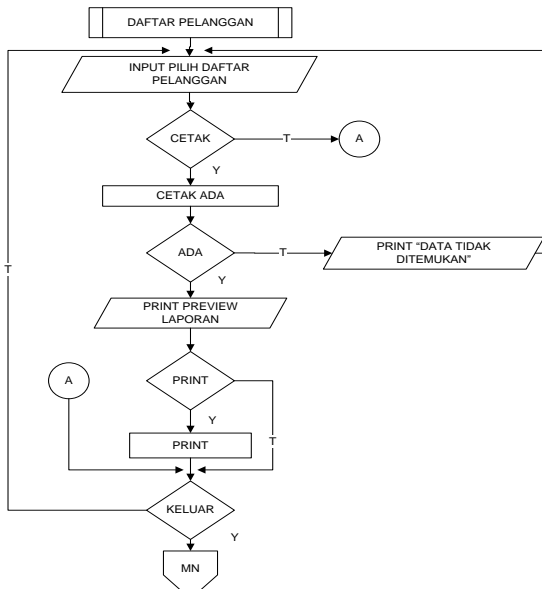 DAFTAR PELANGGAN
INPUT PILIH DAFTAR
PELANGGAN
CETAK
T
A
Y
CETAK ADA
ADA
T
PRINT “DATA TIDAK
DITEMUKAN”
T
Y
PRINT PREVIEW
LAPORAN
A
PRINT
Y
T
PRINT
KELUAR
Y
MN